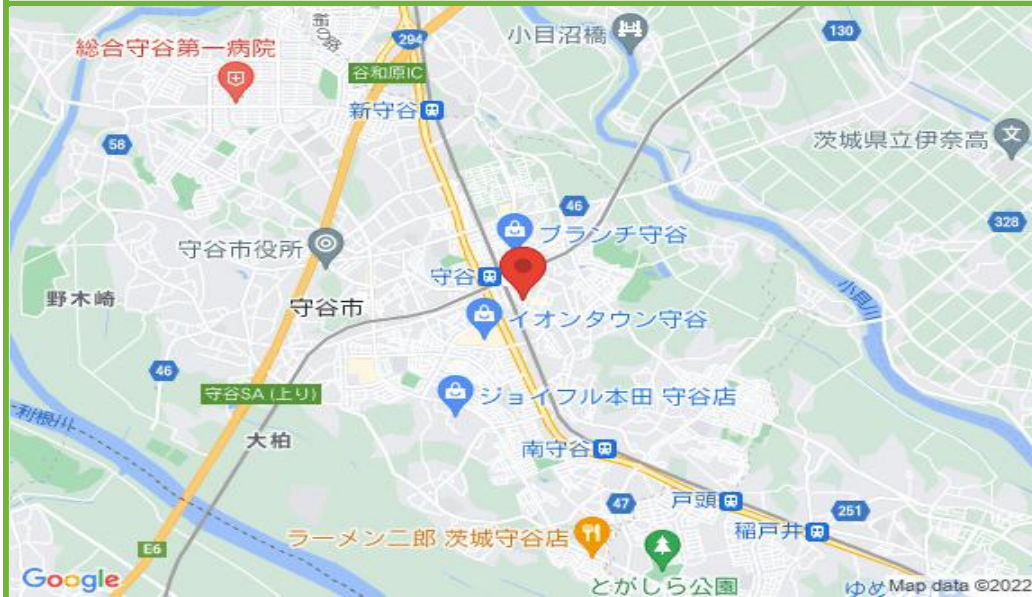 294
小目沼橋
130
総合守谷第一病院
谷和原IC
新守谷
58
茨城県立伊奈高
46
328
守谷市役所
ブランチ守谷
守谷
野木崎
守谷市
小貝川
イオンタウン守谷
46
守谷SA (上り)
ジョイフル本田 守谷店
利根川
大柏
南守谷
47
戸頭
251
稲戸井
ラーメン二郎 茨城守谷店
E6
Google
とがしら公園
ゆめ
Map data ©2022